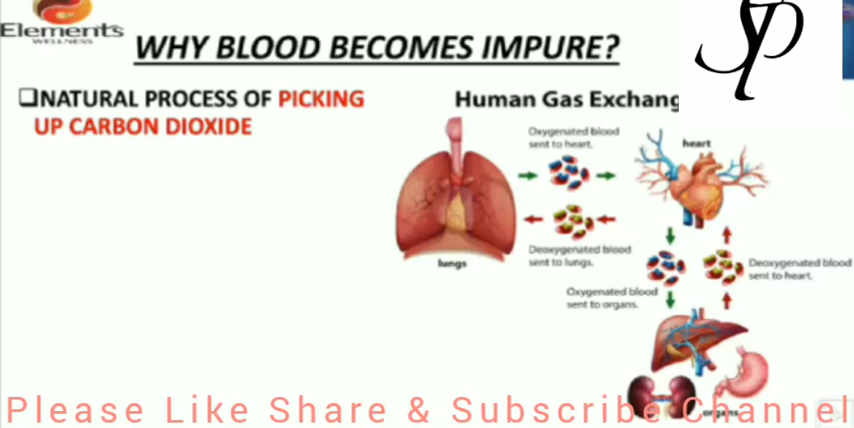 Elements
WELLNESS
WHY BLOOD BECOMES IMPURE?
❑NATURAL PROCESS OF PICKING
UP CARBON DIOXIDE
Human Gas Exchang
Oxygenated blood
sent to heart.
heart
Deoxygenated blood
sent to lungs.
lungs
Deoxygenated blood
sent to heart.
Oxygenated blood
sent to organs.
organs
Please Like Share & Subscribe Channel
SP